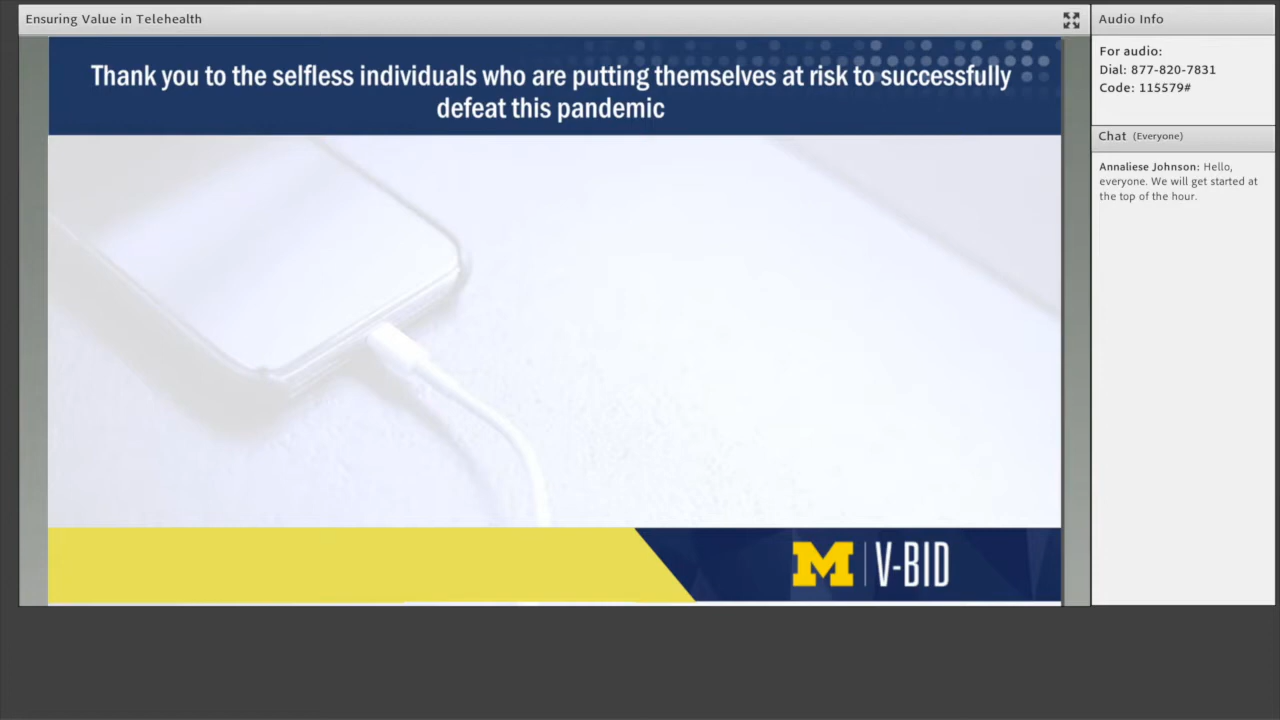 Ensuring Value in Telehealth
Thank you to the selfless individuals who are putting themselves at risk to successfully
defeat this pandemic
M | V-BID
Audio Info
For audio:
Dial: 877-820-7831
Code: 115579#
Chat (Everyone)
Annaliese Johnson: Hello,
everyone. We will get started at
the top of the hour.